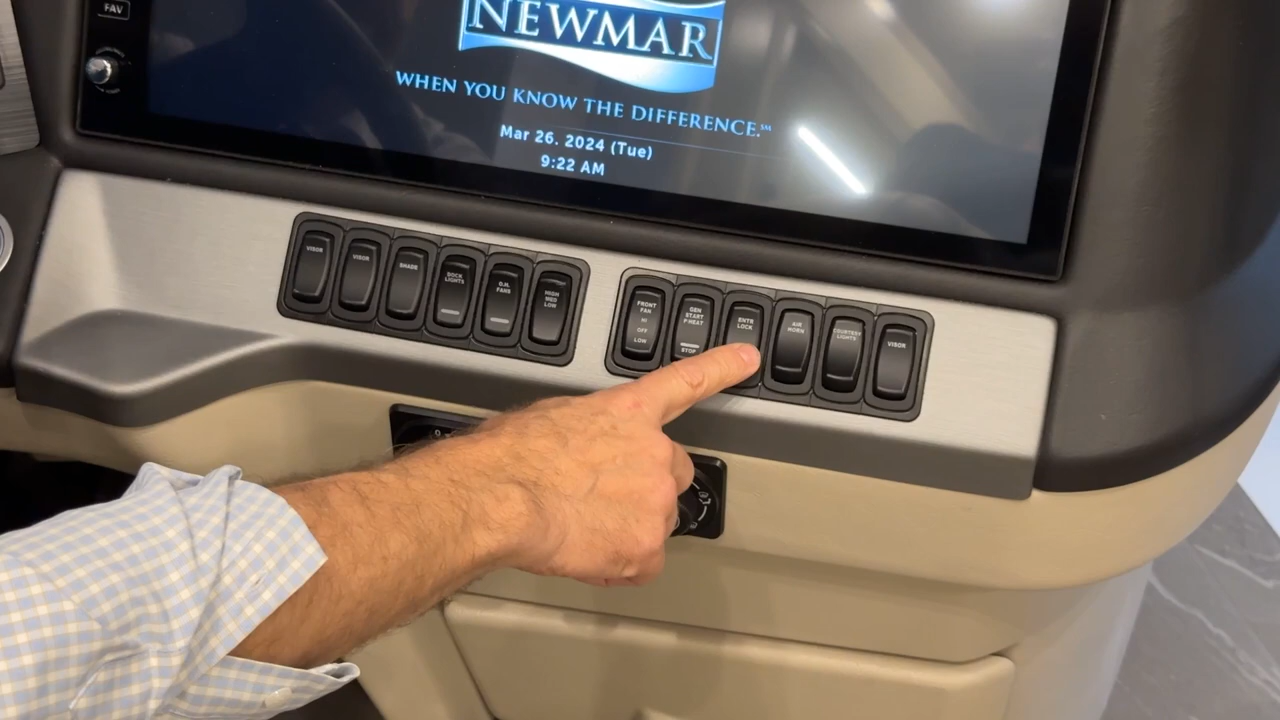 FAV
NEWMAR
WHEN YOU KNOW THE DIFFERENCE.℠
Mar 26. 2024 (Tue)
9:22 AM
VISOR
VISOR
SHADE
DOCK
LIGHTS
O.H.
FANS
HIGH
MED
LOW
FRONT
FAN
HI
OFF
LOW
GEN
START
P'HEAT
STOP
ENTR
LOCK
AIR
HORN
COURTESY
LIGHTS
VISOR